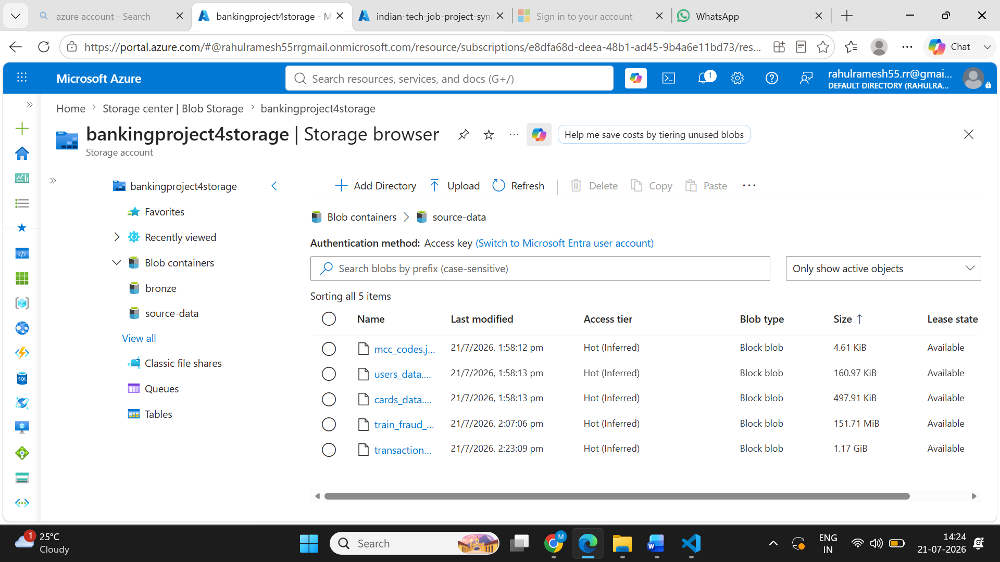 azure account - Search
bankingproject4storage - M
indian-tech-job-project-syna
Sign in to your account
WhatsApp
https://portal.azure.com/#@rahulramesh55rrgmail.onmicrosoft.com/resource/subscriptions/e8dfa68d-deea-48b1-ad45-9b4a6e11bd73/res...
Chat
Microsoft Azure
Search resources, services, and docs (G+/)
1
rahulramesh55.rr@gmai...
DEFAULT DIRECTORY (RAHULRA...
Home > Storage center | Blob Storage > bankingproject4storage
bankingproject4storage | Storage browser
Help me save costs by tiering unused blobs
Storage account
bankingproject4storage
Favorites
Recently viewed
Blob containers
bronze
source-data
View all
Classic file shares
Queues
Tables
Add Directory Upload Refresh Delete Copy Paste
Blob containers > source-data
Authentication method: Access key (Switch to Microsoft Entra user account)
Search blobs by prefix (case-sensitive)
Only show active objects
Sorting all 5 items
Name Last modified Access tier Blob type Size ↑ Lease state
mcc_codes.j... 21/7/2026, 1:58:12 pm Hot (Inferred) Block blob 4.61 KiB Available
users_data.... 21/7/2026, 1:58:13 pm Hot (Inferred) Block blob 160.97 KiB Available
cards_data.... 21/7/2026, 1:58:13 pm Hot (Inferred) Block blob 497.91 KiB Available
train_fraud_... 21/7/2026, 2:07:06 pm Hot (Inferred) Block blob 151.71 MiB Available
transaction... 21/7/2026, 2:23:09 pm Hot (Inferred) Block blob 1.17 GiB Available
SQL
1
25°C
Cloudy
Search
M
W
ENG
IN
14:24
21-07-2026